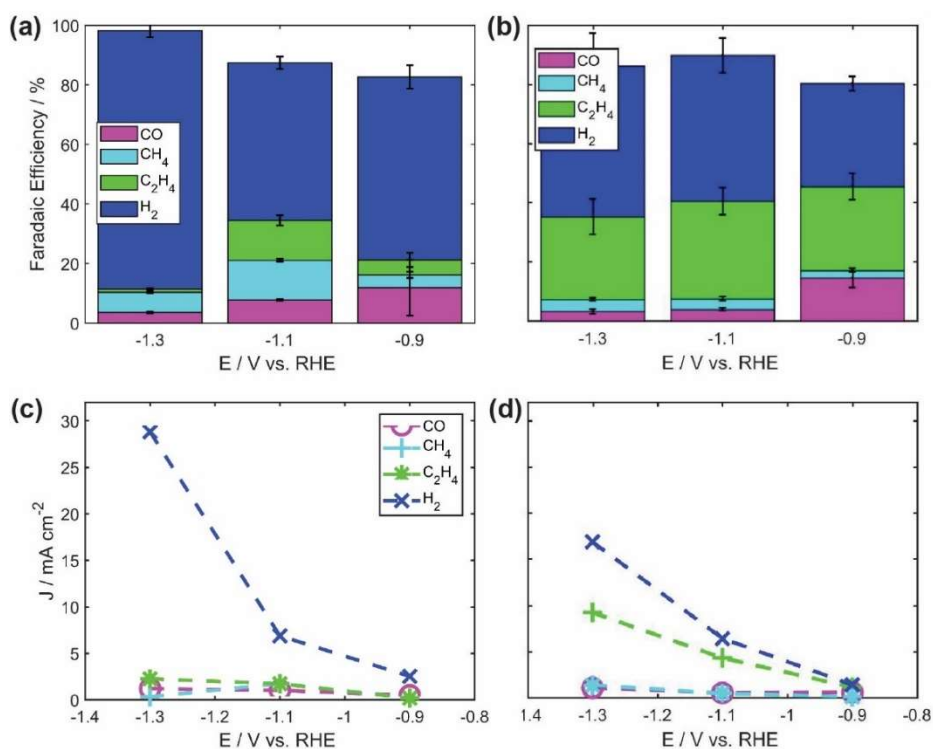 (a)
Faradaic Efficiency / %
100
80
60
40
20
0
CO
CH4
C2H4
H2
-1.3
-1.1
-0.9
E / V vs. RHE
(b)
CO
CH4
C2H4
H2
-1.3
-1.1
-0.9
E / V vs. RHE
(c)
J / mA cm-2
30
25
20
15
10
5
0
CO
CH4
C2H4
H2
-1.4
-1.3
-1.2
-1.1
-1
-0.9
-0.8
E / V vs. RHE
(d)
1.4
-1.3
-1.2
-1.1
-1
-0.9
-0.8
E / V vs. RHE